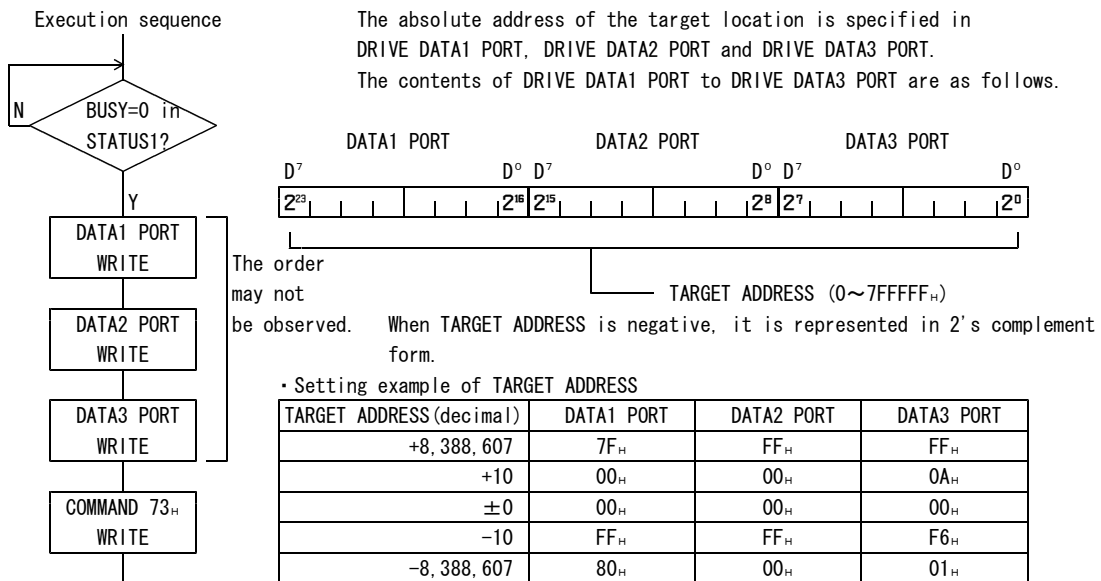 Execution sequence
BUSY=0 in
STATUS1?
N
Y
DATA1 PORT
WRITE
DATA2 PORT
WRITE
DATA3 PORT
WRITE
The order
may not
be observed.
COMMAND 73H
WRITE
The absolute address of the target location is specified in
DRIVE DATA1 PORT, DRIVE DATA2 PORT and DRIVE DATA3 PORT.
The contents of DRIVE DATA1 PORT to DRIVE DATA3 PORT are as follows.
DATA1 PORT DATA2 PORT DATA3 PORT
D⁷ D⁰ D⁷ D⁰ D⁷ D⁰
2²³ 2¹⁶ 2¹⁵ 2⁸ 2⁷ 2⁰
TARGET ADDRESS (0～7FFFFFH)
When TARGET ADDRESS is negative, it is represented in 2's complement
form.
・Setting example of TARGET ADDRESS
TARGET ADDRESS(decimal) DATA1 PORT DATA2 PORT DATA3 PORT
+8,388,607 7FH FFH FFH
+10 00H 00H 0AH
±0 00H 00H 00H
−10 FFH FFH F6H
−8,388,607 80H 00H 01H